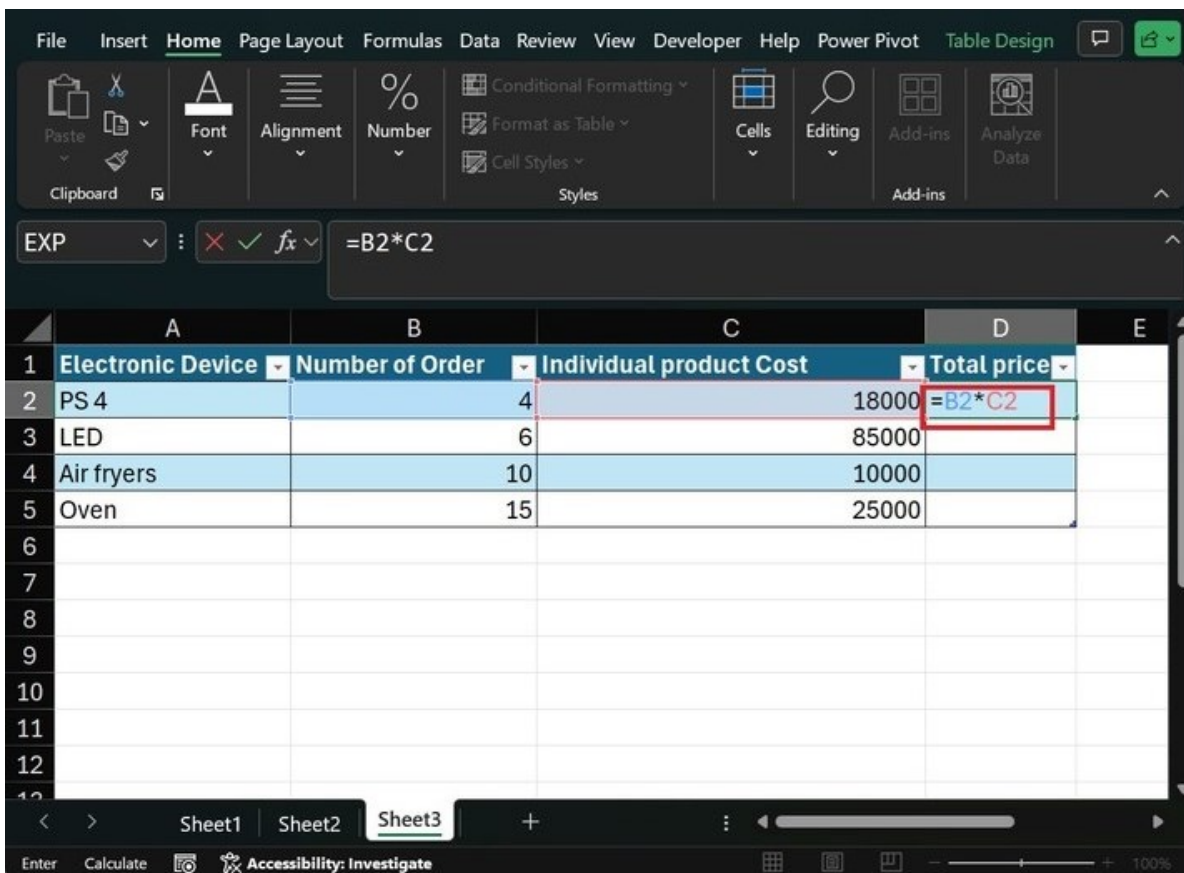 File Insert Home Page Layout Formulas Data Review View Developer Help Power Pivot Table Design
Paste
Font
Alignment
%
Number
Conditional Formatting
Format as Table
Cell Styles
Cells
Editing
Add-ins
Analyze
Data
Clipboard
Styles
Add-ins
EXP fx =B2*C2
A B C D E
1 Electronic Device Number of Order Individual product Cost Total price
2 PS 4 4 18000 =B2*C2
3 LED 6 85000
4 Air fryers 10 10000
5 Oven 15 25000
6
7
8
9
10
11
12
Sheet1 Sheet2 Sheet3 +
Enter Calculate Accessibility: Investigate 100%